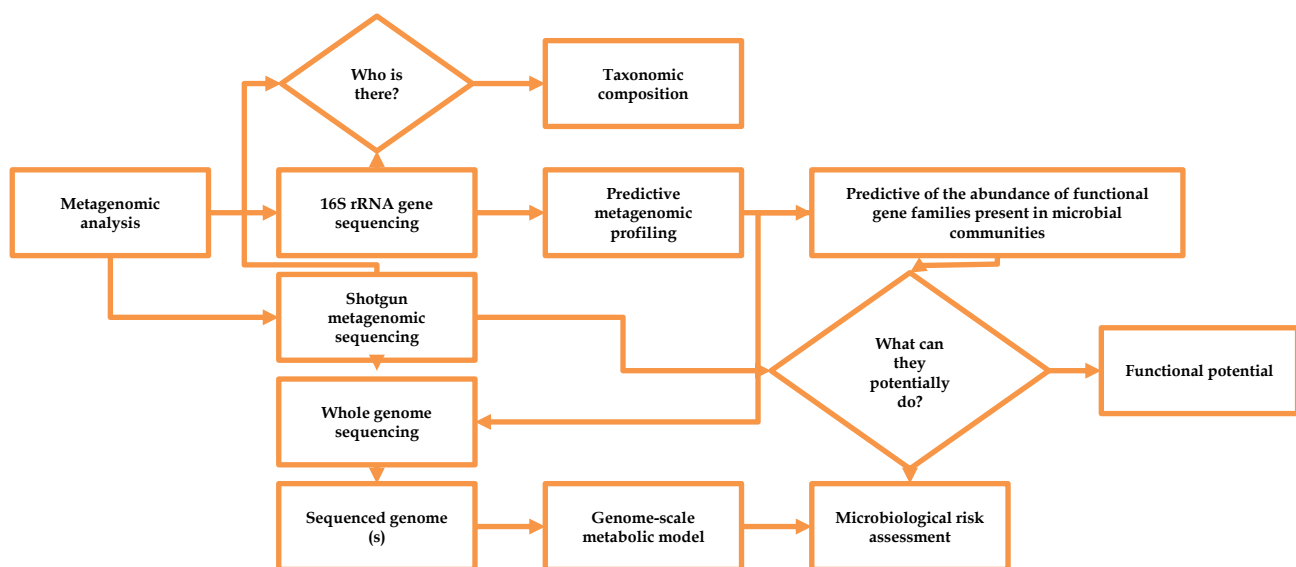 Who is
there?
Taxonomic
composition
Metagenomic
analysis
16S rRNA gene
sequencing
Predictive
metagenomic
profiling
Predictive of the abundance of functional
gene families present in microbial
communities
Shotgun
metagenomic
sequencing
What can
they
potentially
do?
Functional potential
Whole genome
sequencing
Sequenced genome
(s)
Genome-scale
metabolic model
Microbiological risk
assessment